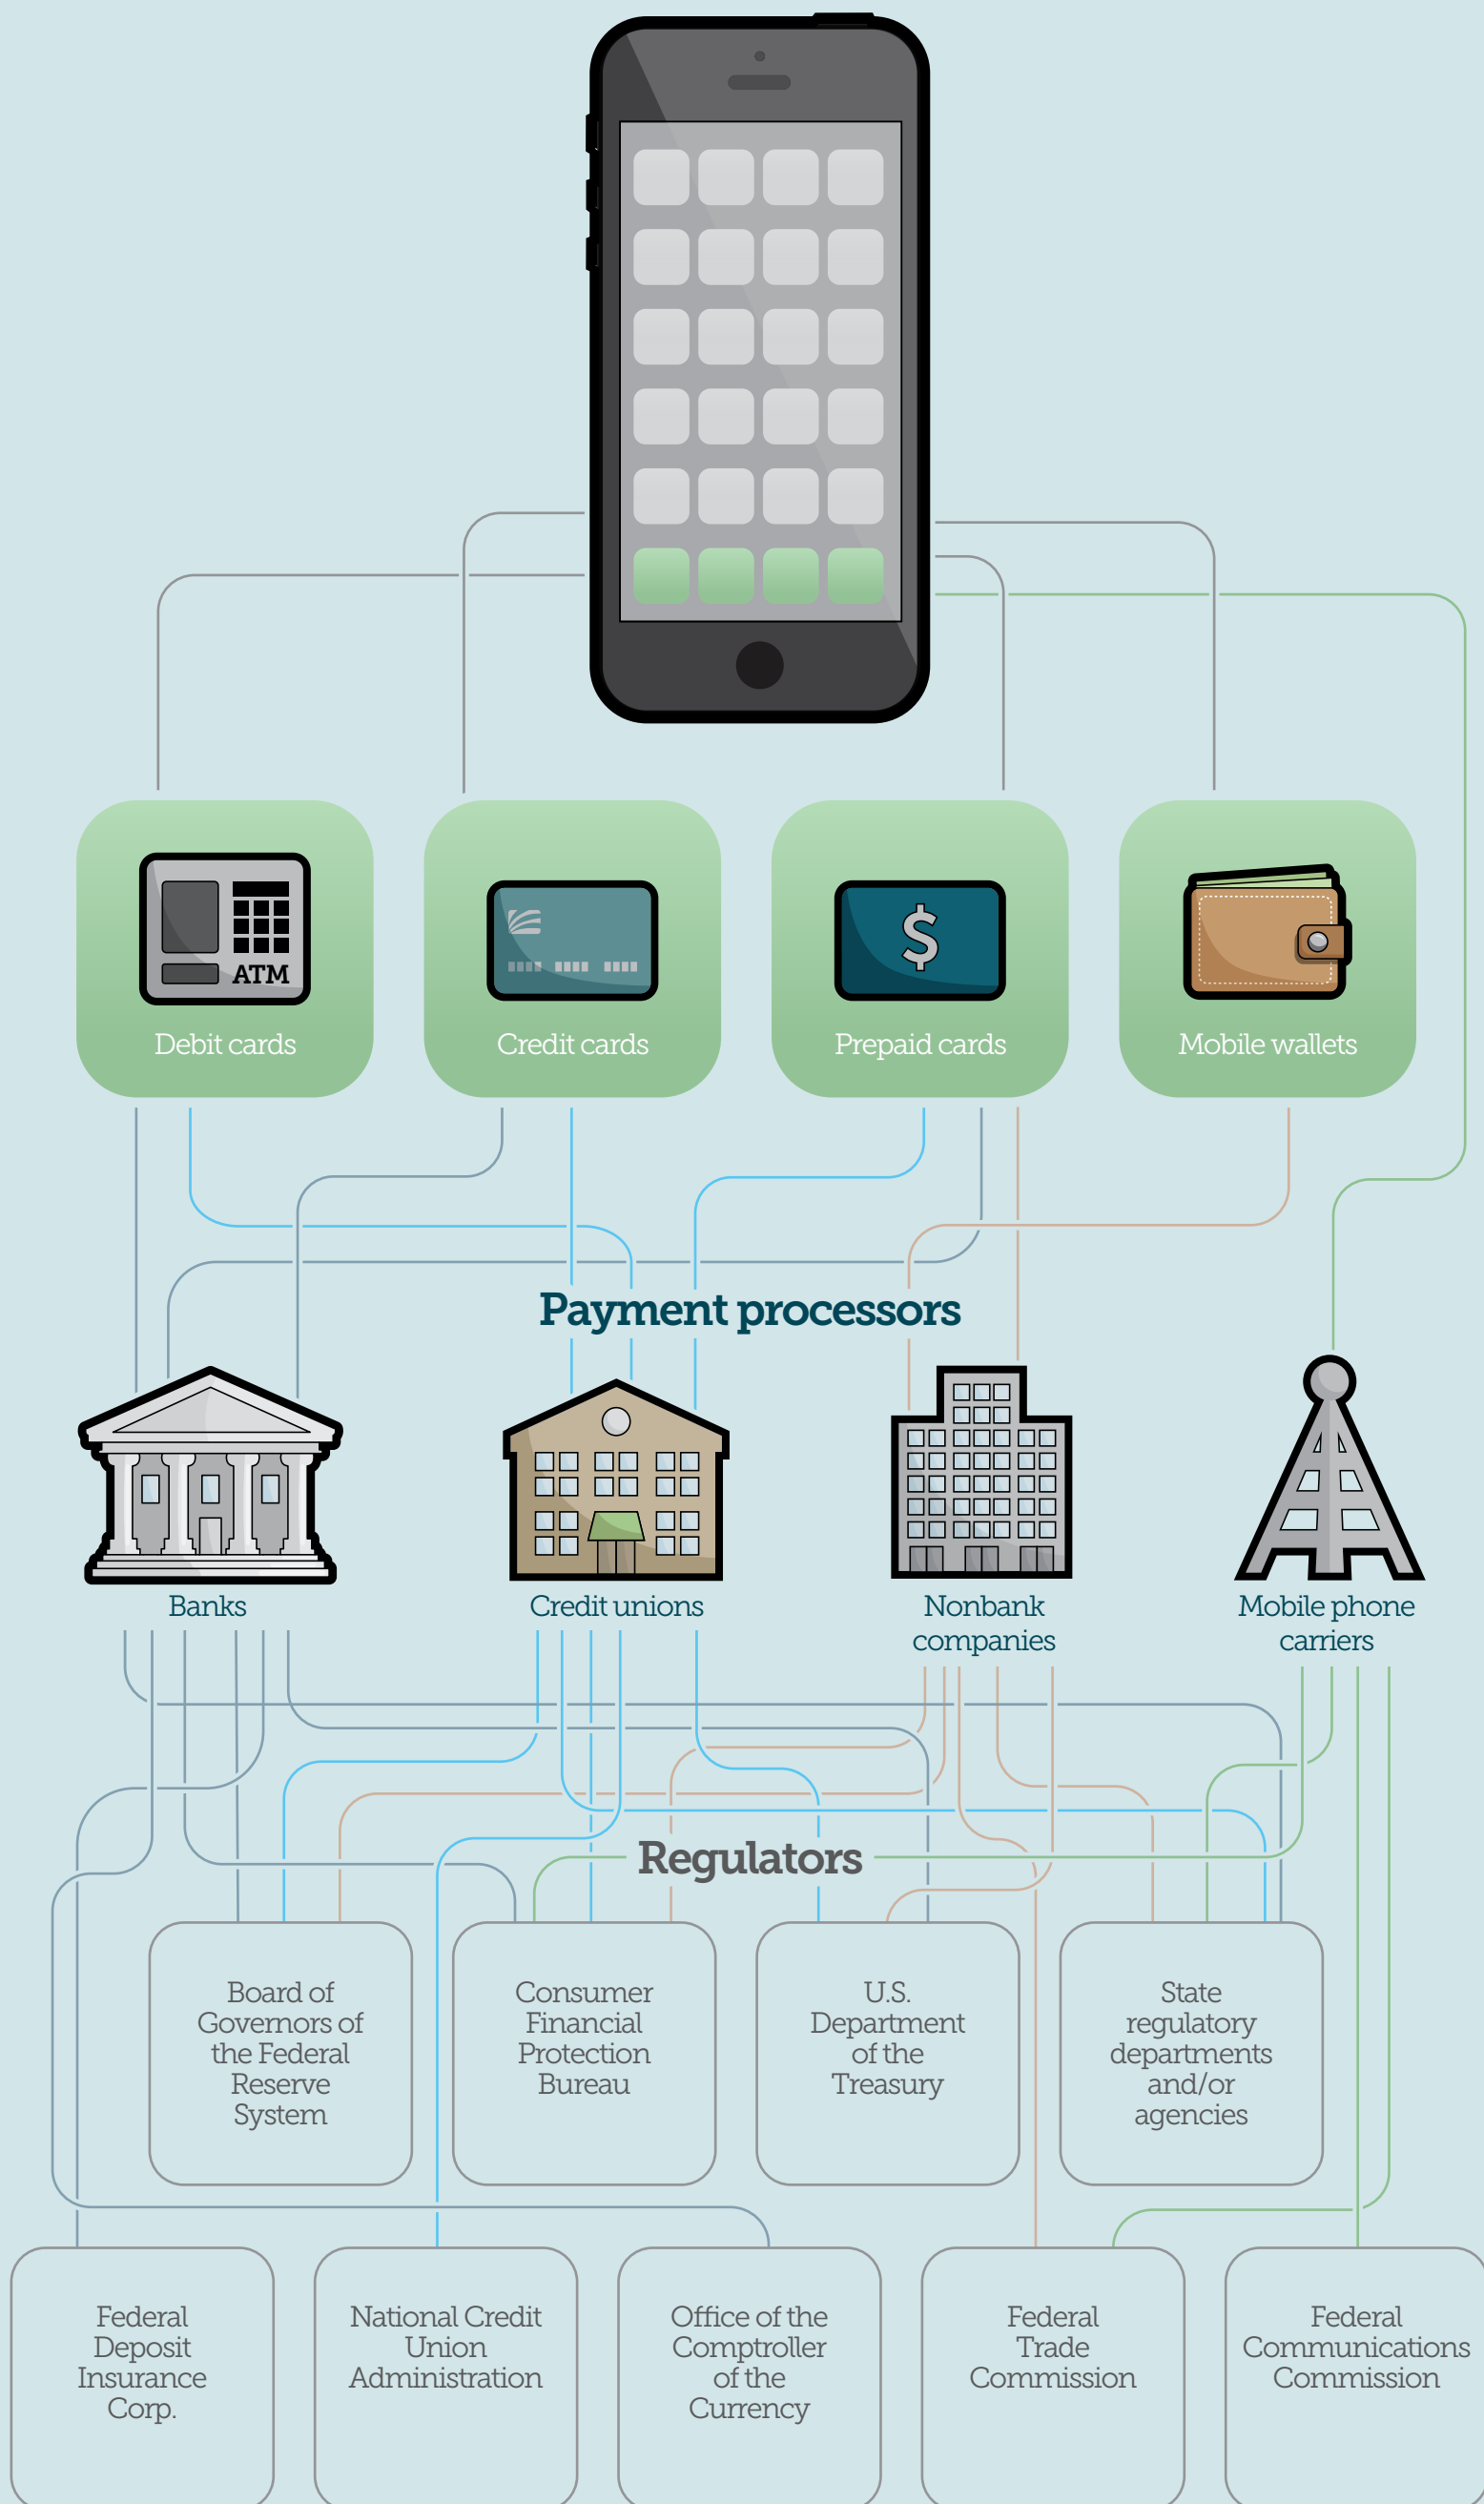 ATM
Debit cards
Credit cards
Prepaid cards
Mobile wallets
Payment processors
Banks
Credit unions
Nonbank
companies
Mobile phone
carriers
Regulators
Board of
Governors of
the Federal
Reserve
System
Consumer
Financial
Protection
Bureau
U.S.
Department
of the
Treasury
State
regulatory
departments
and/or
agencies
Federal
Deposit
Insurance
Corp.
National Credit
Union
Administration
Office of the
Comptroller
of the
Currency
Federal
Trade
Commission
Federal
Communications
Commission